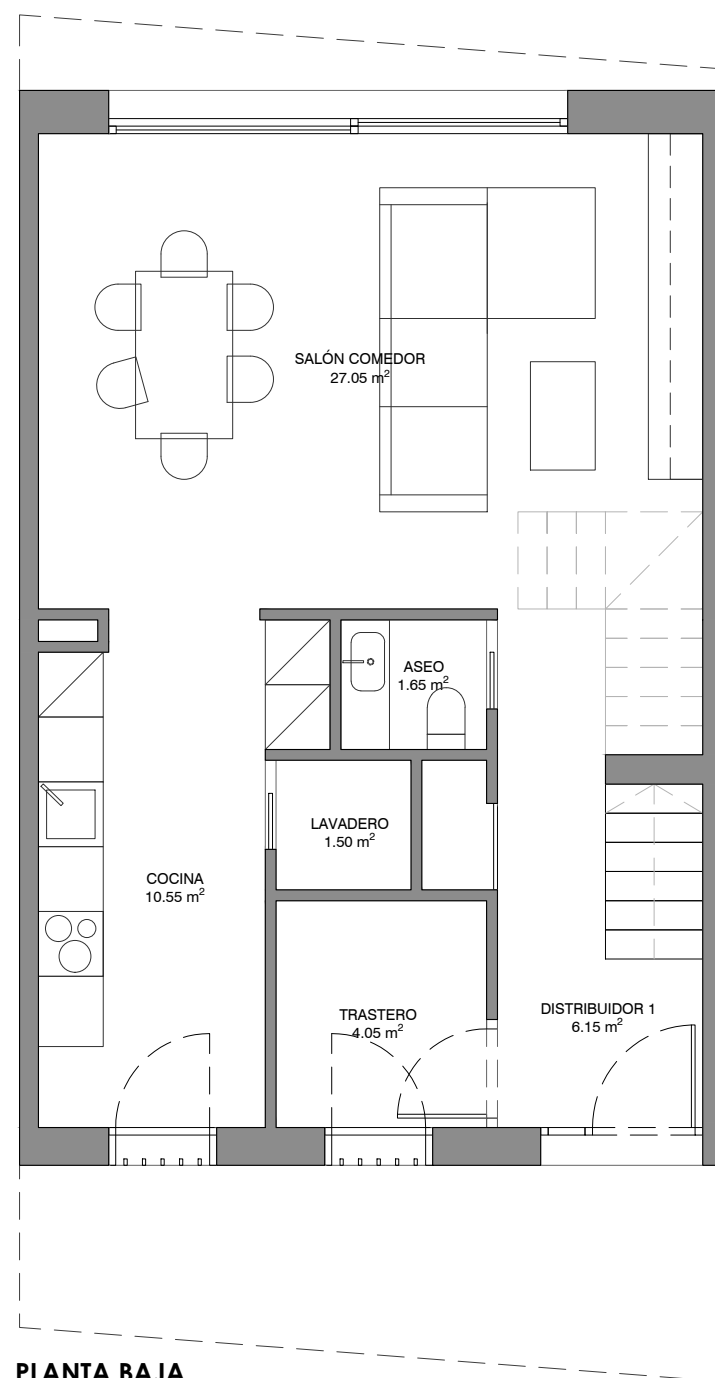 SALÓN COMEDOR
27.05 m²
ASEO
1.65 m²
LAVADERO
1.50 m²
COCINA
10.55 m²
TRASTERO
4.05 m²
DISTRIBUIDOR 1
6.15 m²
PLANTA BAJA